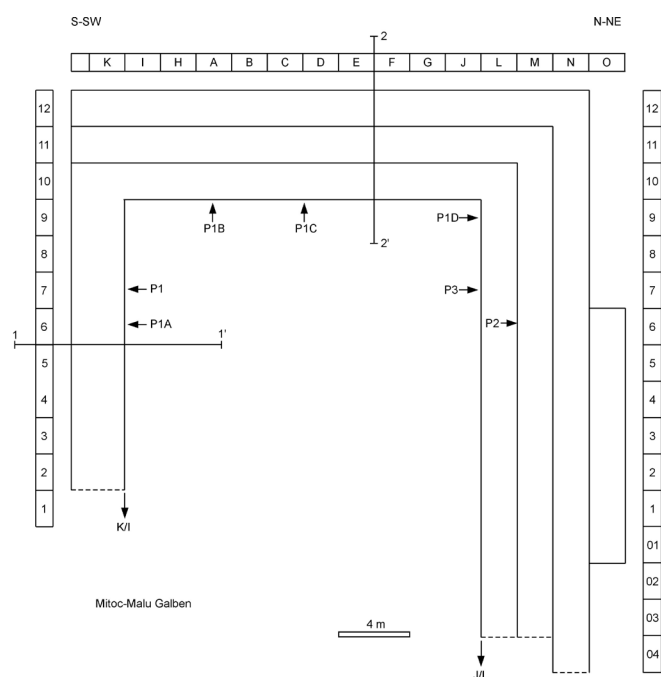 S-SW N-NE
2
K I H A B C D E F G J L M N O
12 12
11 11
10 10
9 P1B P1C P1D 9
8 2' 8
7 P1 P3 7
1 6 P1A 1' P2 6
5 5
4 4
3 3
2 2
1 1
K/I 01
02
Mitoc-Malu Galben 03
4 m 04